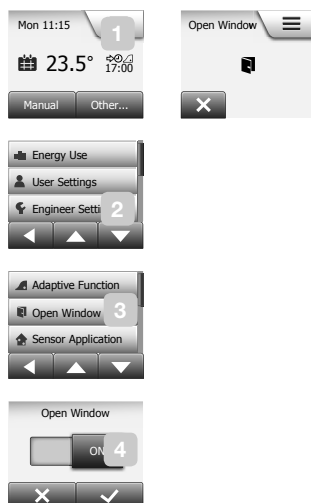 Mon 11:15
1
23.5°
17:00
Manual Other...
Energy Use
User Settings
Engineer Setti
2
Adaptive Function
Open Window
3
Sensor Application
Open Window
ON
4
Open Window